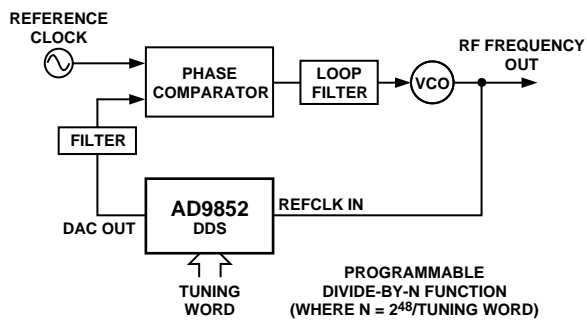 REFERENCE
CLOCK
PHASE
COMPARATOR
LOOP
FILTER
VCO
RF FREQUENCY
OUT
FILTER
AD9852
DDS
REFCLK IN
DAC OUT
TUNING
WORD
PROGRAMMABLE
DIVIDE-BY-N FUNCTION
(WHERE N = 2⁴⁸/TUNING WORD)